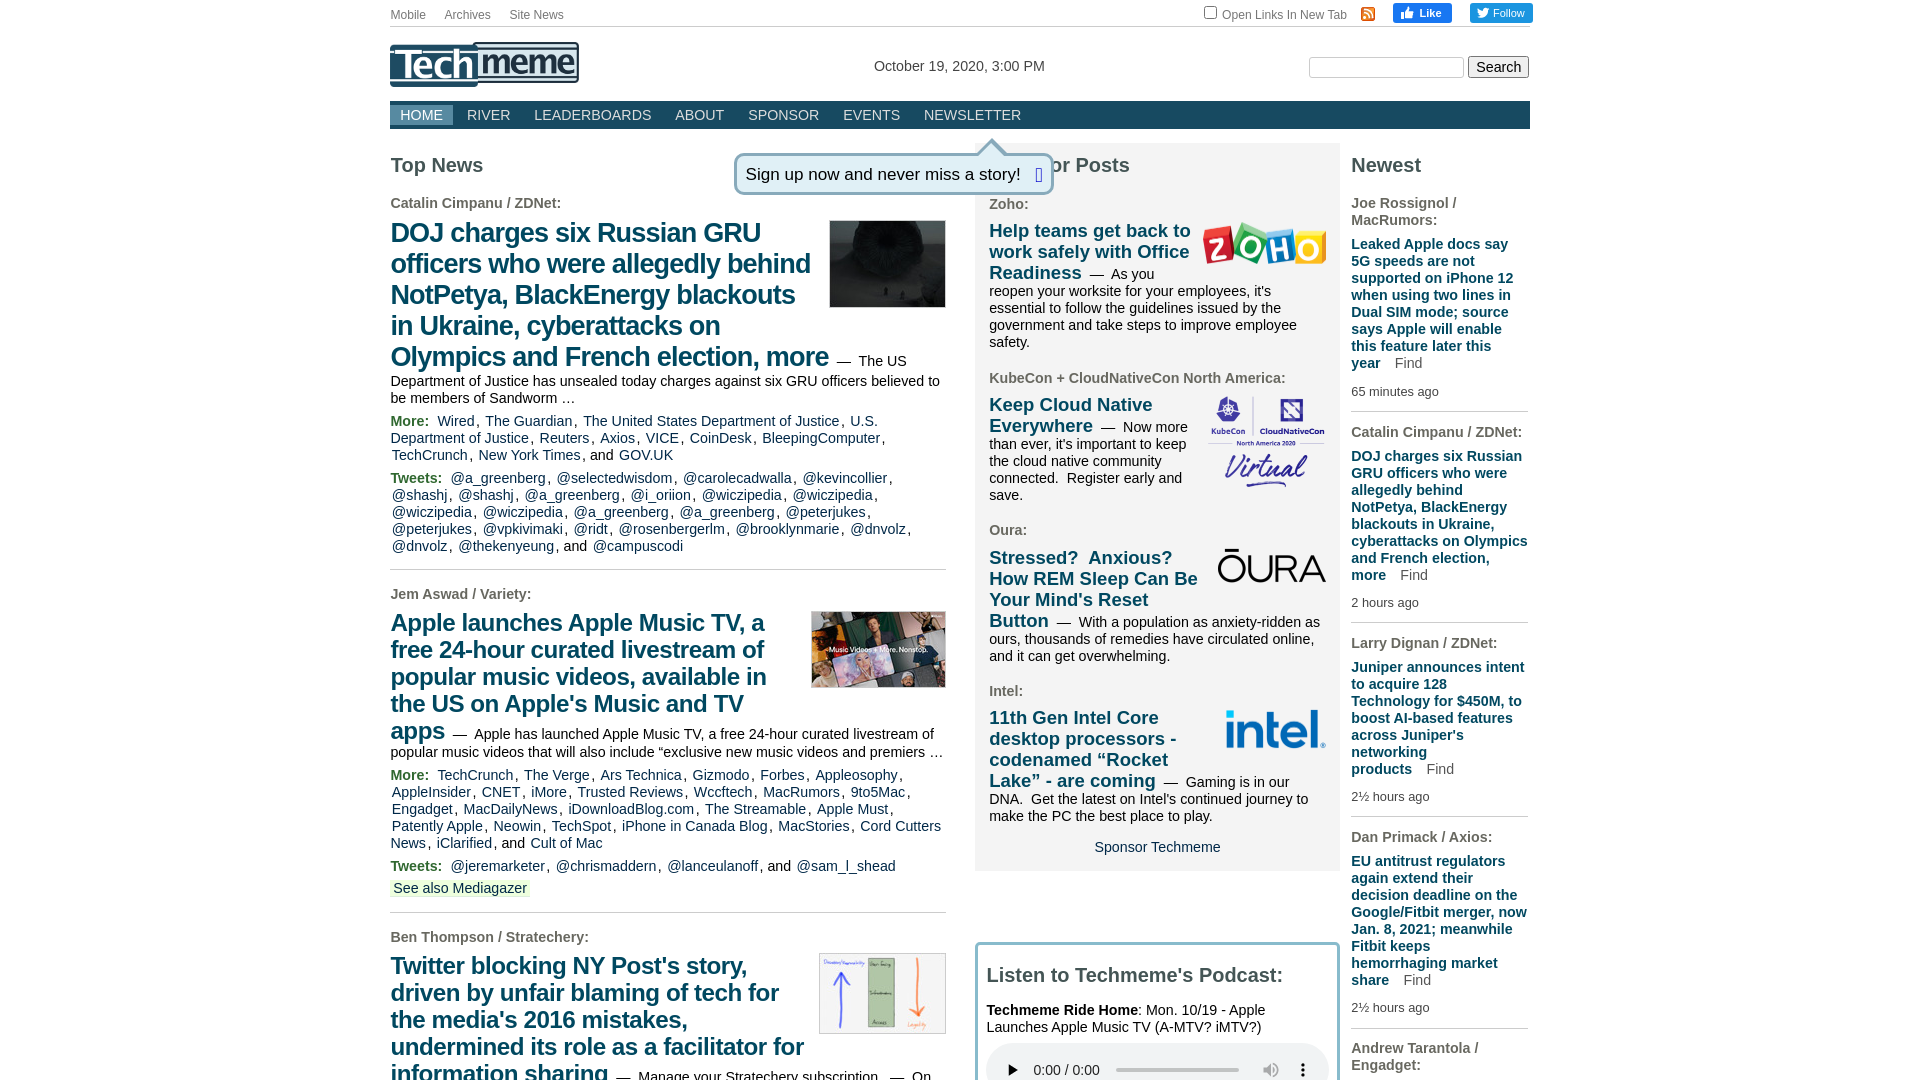 Mobile Archives Site News
Open Links In New Tab Like Follow
Techmeme
October 19, 2020, 3:00 PM
Search
HOME RIVER LEADERBOARDS ABOUT SPONSOR EVENTS NEWSLETTER
Sign up now and never miss a story!
Top News
Catalin Cimpanu / ZDNet:
DOJ charges six Russian GRU
officers who were allegedly behind
NotPetya, BlackEnergy blackouts
in Ukraine, cyberattacks on
Olympics and French election, more — The US
Department of Justice has unsealed today charges against six GRU officers believed to
be members of Sandworm …
More: Wired, The Guardian, The United States Department of Justice, U.S.
Department of Justice, Reuters, Axios, VICE, CoinDesk, BleepingComputer,
TechCrunch, New York Times, and GOV.UK
Tweets: @a_greenberg, @selectedwisdom, @carolecadwalla, @kevincollier,
@shashj, @shashj, @a_greenberg, @i_oriion, @wiczipedia, @wiczipedia,
@wiczipedia, @wiczipedia, @a_greenberg, @a_greenberg, @peterjukes,
@peterjukes, @vpkivimaki, @ridt, @rosenbergerlm, @brooklynmarie, @dnvolz,
@dnvolz, @thekenyeung, and @campuscodi
Jem Aswad / Variety:
Apple launches Apple Music TV, a
free 24-hour curated livestream of
popular music videos, available in
the US on Apple's Music and TV
apps — Apple has launched Apple Music TV, a free 24-hour curated livestream of
popular music videos that will also include “exclusive new music videos and premiers …
Music Videos + More. Nonstop.
More: TechCrunch, The Verge, Ars Technica, Gizmodo, Forbes, Appleosophy,
AppleInsider, CNET, iMore, Trusted Reviews, Wccftech, MacRumors, 9to5Mac,
Engadget, MacDailyNews, iDownloadBlog.com, The Streamable, Apple Must,
Patently Apple, Neowin, TechSpot, iPhone in Canada Blog, MacStories, Cord Cutters
News, iClarified, and Cult of Mac
Tweets: @jeremarketer, @chrismaddern, @lanceulanoff, and @sam_l_shead
See also Mediagazer
Ben Thompson / Stratechery:
Twitter blocking NY Post's story,
driven by unfair blaming of tech for
the media's 2016 mistakes,
undermined its role as a facilitator for
information sharing — Manage your Stratechery subscription. — On
or Posts
Zoho:
Help teams get back to
work safely with Office
Readiness — As you
reopen your worksite for your employees, it's
essential to follow the guidelines issued by the
government and take steps to improve employee
safety.
ZOHO
KubeCon + CloudNativeCon North America:
Keep Cloud Native
Everywhere — Now more
than ever, it's important to keep
the cloud native community
connected. Register early and
save.
KubeCon CloudNativeCon
North America 2020
Virtual
Oura:
Stressed? Anxious?
How REM Sleep Can Be
Your Mind's Reset
Button — With a population as anxiety-ridden as
ours, thousands of remedies have circulated online,
and it can get overwhelming.
ŌURA
Intel:
11th Gen Intel Core
desktop processors -
codenamed “Rocket
Lake” - are coming — Gaming is in our
DNA. Get the latest on Intel's continued journey to
make the PC the best place to play.
intel.
Sponsor Techmeme
Listen to Techmeme's Podcast:
Techmeme Ride Home: Mon. 10/19 - Apple
Launches Apple Music TV (A-MTV? iMTV?)
0:00 / 0:00
Newest
Joe Rossignol /
MacRumors:
Leaked Apple docs say
5G speeds are not
supported on iPhone 12
when using two lines in
Dual SIM mode; source
says Apple will enable
this feature later this
year Find
65 minutes ago
Catalin Cimpanu / ZDNet:
DOJ charges six Russian
GRU officers who were
allegedly behind
NotPetya, BlackEnergy
blackouts in Ukraine,
cyberattacks on Olympics
and French election,
more Find
2 hours ago
Larry Dignan / ZDNet:
Juniper announces intent
to acquire 128
Technology for $450M, to
boost AI-based features
across Juniper's
networking
products Find
2½ hours ago
Dan Primack / Axios:
EU antitrust regulators
again extend their
decision deadline on the
Google/Fitbit merger, now
Jan. 8, 2021; meanwhile
Fitbit keeps
hemorrhaging market
share Find
2½ hours ago
Andrew Tarantola /
Engadget: